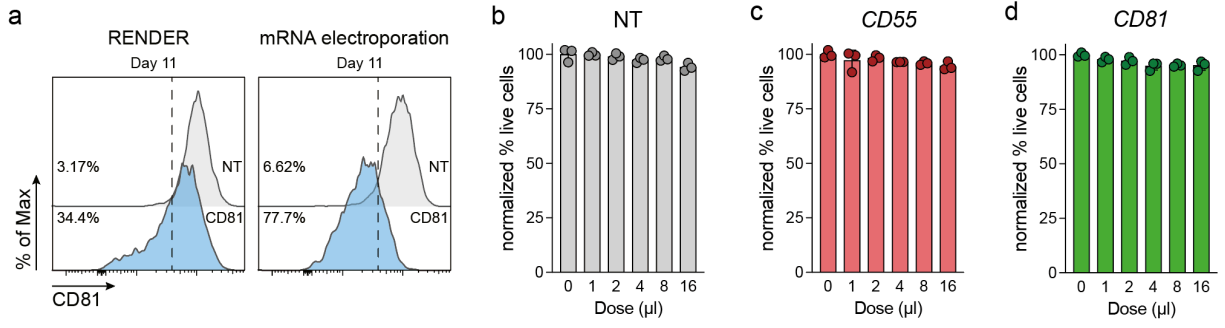 a
RENDER
mRNA electroporation
Day 11
Day 11
3.17%
NT
34.4%
CD81
6.62%
NT
77.7%
CD81
% of Max
CD81
b
NT
normalized % live cells
100
75
50
25
0
0 1 2 4 8 16
Dose (µl)
c
CD55
normalized % live cells
100
75
50
25
0
0 1 2 4 8 16
Dose (µl)
d
CD81
normalized % live cells
100
75
50
25
0
0 1 2 4 8 16
Dose (µl)